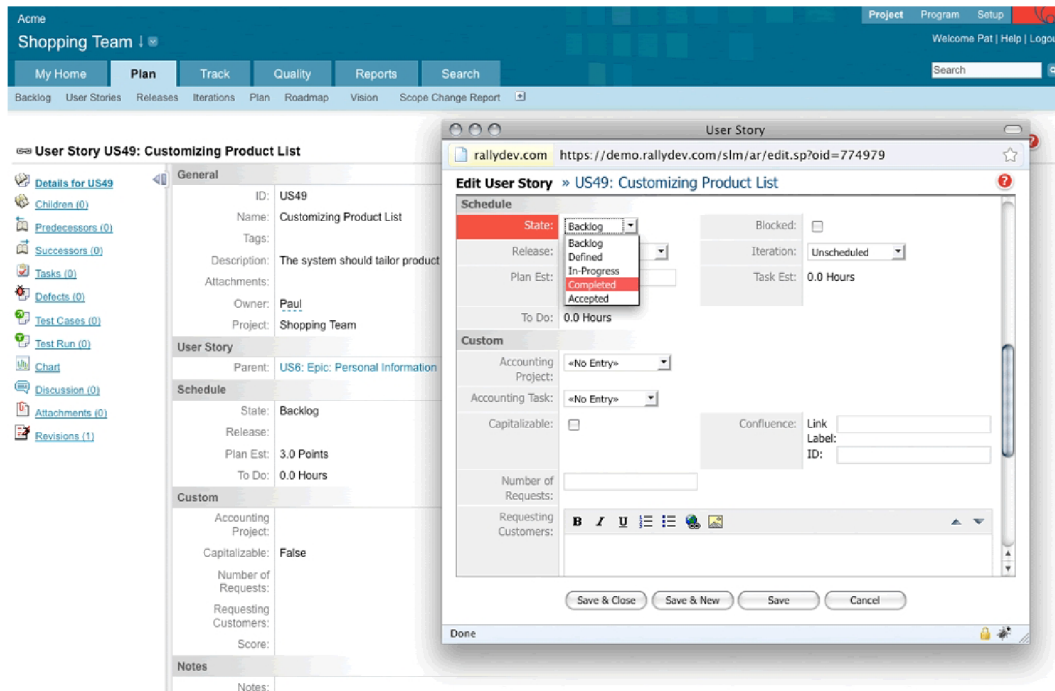 Acme
Project Program Setup
Shopping Team
Welcome Pat | Help | Logou
My Home Plan Track Quality Reports Search
Search
Backlog User Stories Releases Iterations Plan Roadmap Vision Scope Change Report
User Story US49: Customizing Product List
Details for US49
Children (0)
Predecessors (0)
Successors (0)
Tasks (0)
Defects (0)
Test Cases (0)
Test Run (0)
Chart
Discussion (0)
Attachments (0)
Revisions (1)
General
ID: US49
Name: Customizing Product List
Tags:
Description: The system should tailor product
Attachments:
Owner: Paul
Project: Shopping Team
User Story
Parent: US6: Epic: Personal Information
Schedule
State: Backlog
Release:
Plan Est: 3.0 Points
To Do: 0.0 Hours
Custom
Accounting
Project:
Capitalizable: False
Number of
Requests:
Requesting
Customers:
Score:
Notes
Notes:
User Story
rallydev.com https://demo.rallydev.com/slm/ar/edit.sp?oid=774979
Edit User Story » US49: Customizing Product List
Schedule
State: Backlog Blocked:
Backlog
Defined
In-Progress
Completed
Accepted
Release: Iteration: Unscheduled
Plan Est: Task Est: 0.0 Hours
To Do: 0.0 Hours
Custom
Accounting
Project: «No Entry»
Accounting Task: «No Entry»
Capitalizable: Confluence: Link
Label:
ID:
Number of
Requests:
Requesting
Customers:
B I U
Save & Close Save & New Save Cancel
Done